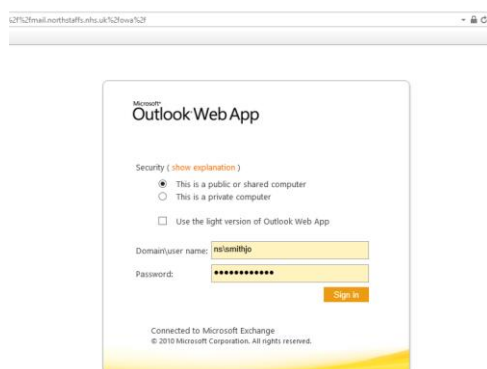 %2f%2fmail.northstaffs.nhs.uk%2fowa%2f
Microsoft®
Outlook Web App
Security ( show explanation )
This is a public or shared computer
This is a private computer
Use the light version of Outlook Web App
Domain\user name: ns\smithjo
Password: ●●●●●●●●●●●●
Sign in
Connected to Microsoft Exchange
© 2010 Microsoft Corporation. All rights reserved.